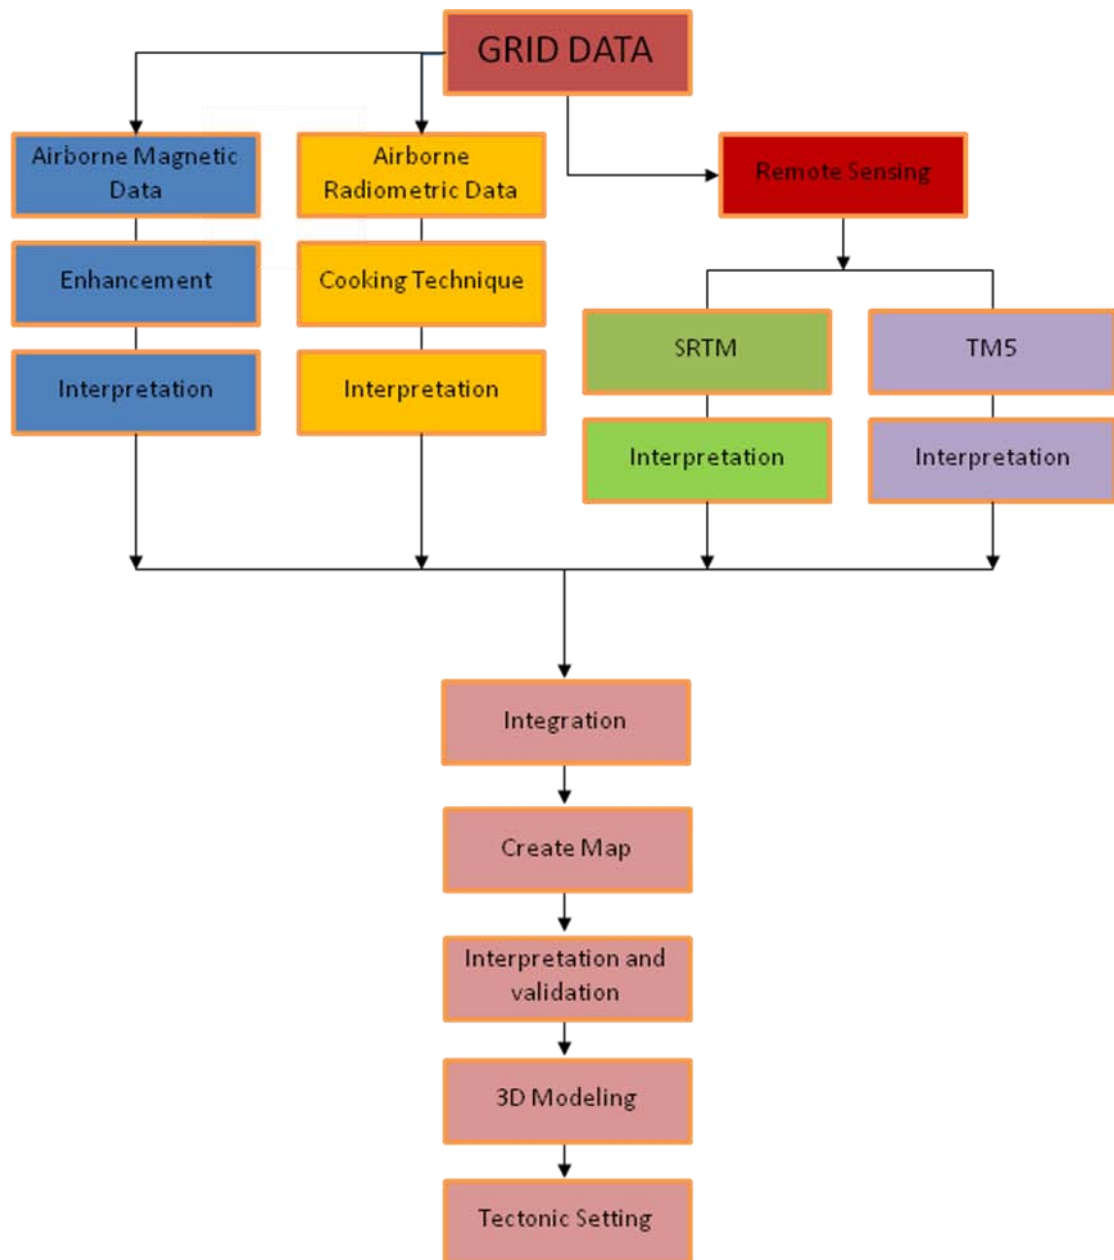 GRID DATA
Airborne Magnetic
Data
Airborne
Radiometric Data
Remote Sensing
Enhancement
Cooking Technique
SRTM
TM5
Interpretation
Interpretation
Interpretation
Interpretation
Integration
Create Map
Interpretation and
validation
3D Modeling
Tectonic Setting